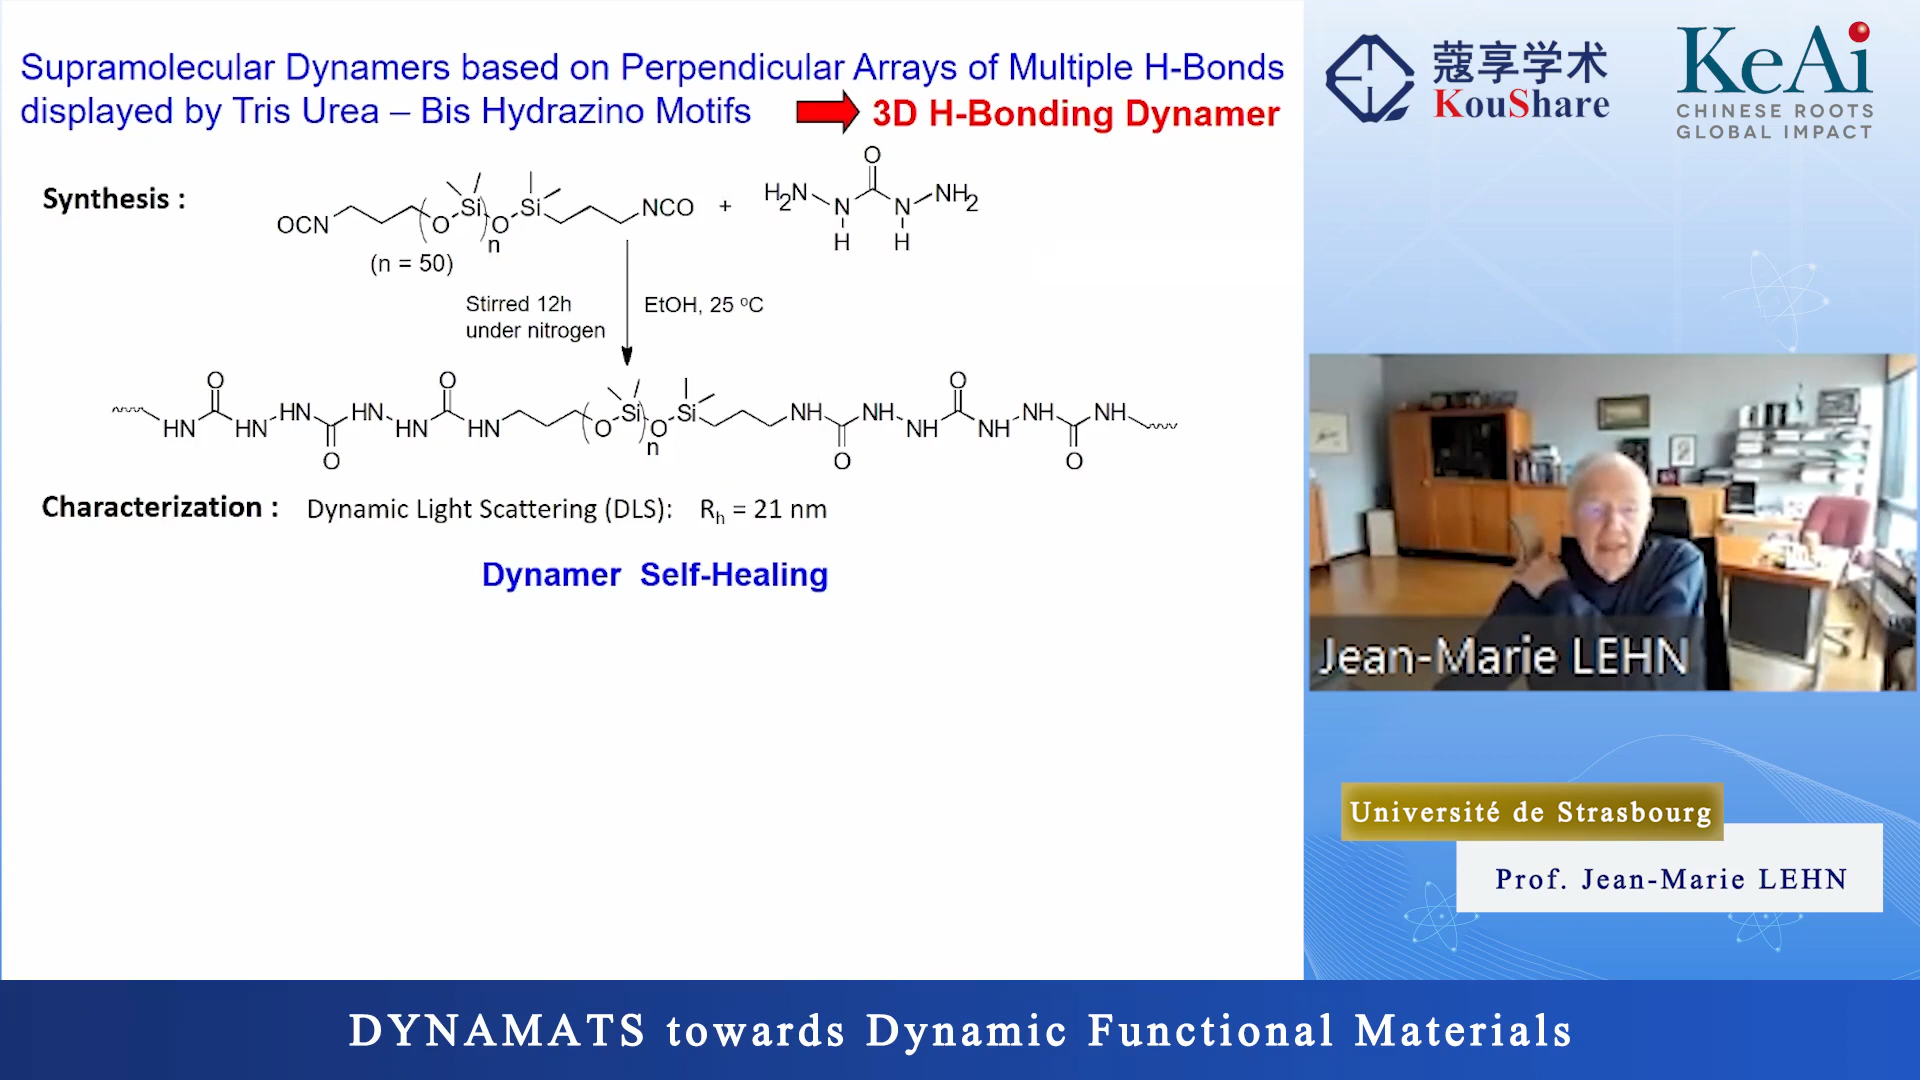 Supramolecular Dynamers based on Perpendicular Arrays of Multiple H-Bonds
displayed by Tris Urea – Bis Hydrazino Motifs
3D H-Bonding Dynamer
Synthesis :
OCN
O
Si
O
n
Si
NCO
(n = 50)
+
H2N
N
H
O
N
H
NH2
Stirred 12h
under nitrogen
EtOH, 25 ºC
HN
O
HN
HN
O
HN
HN
O
HN
O
Si
O
n
Si
NH
O
NH
NH
O
NH
NH
O
NH
Characterization :
Dynamic Light Scattering (DLS): Rh = 21 nm
Dynamer Self-Healing
蔻享学术
KouShare
KeAi
CHINESE ROOTS
GLOBAL IMPACT
Jean-Marie LEHN
Université de Strasbourg
Prof. Jean-Marie LEHN
DYNAMATS towards Dynamic Functional Materials